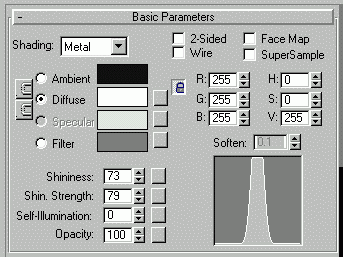 - Basic Parameters
Shading: Metal 2-Sided Face Map
Wire SuperSample
Ambient R: 255 H: 0
Diffuse G: 255 S: 0
Specular B: 255 V: 255
Filter Soften: 0.1
Shininess: 73
Shin. Strength: 79
Self-Illumination: 0
Opacity: 100